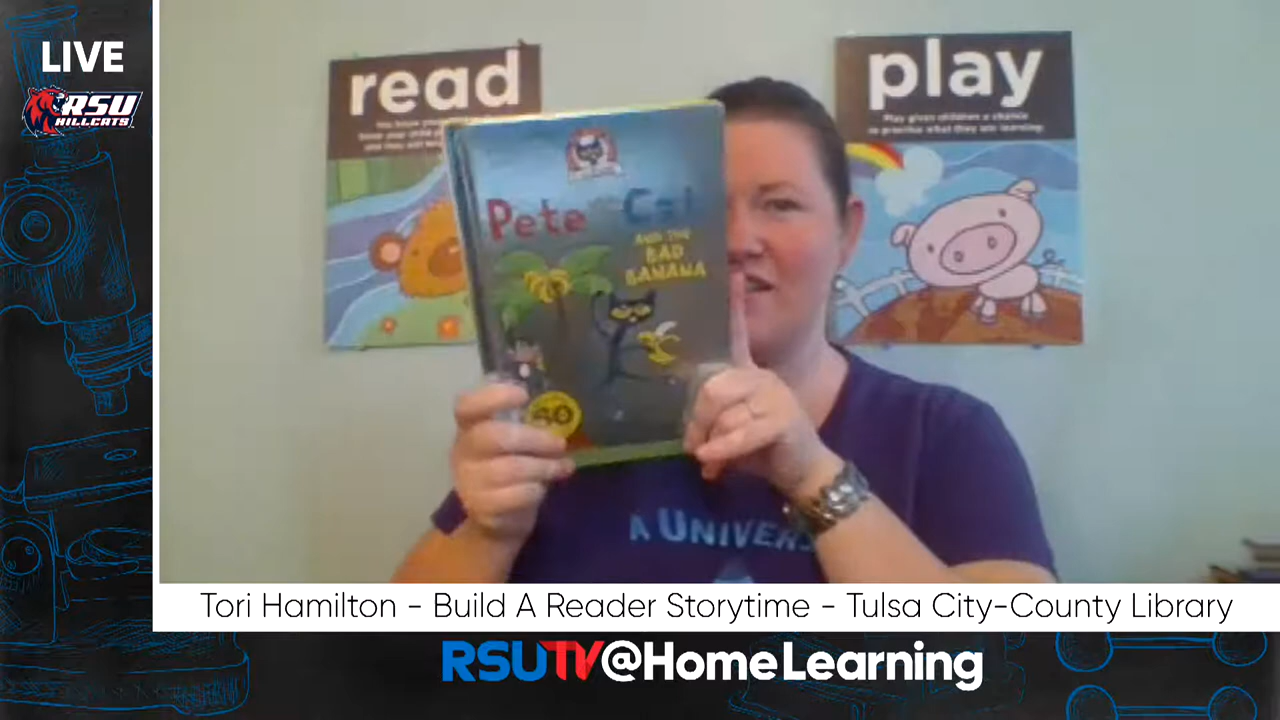 LIVE
RSU
HILLCATS
read
play
Play gives children a chance
to practice what they are learning.
Pete the Cat
AND THE
BAD
BANANA
A UNIVERS
Tori Hamilton - Build A Reader Storytime - Tulsa City-County Library
RSUTV@HomeLearning